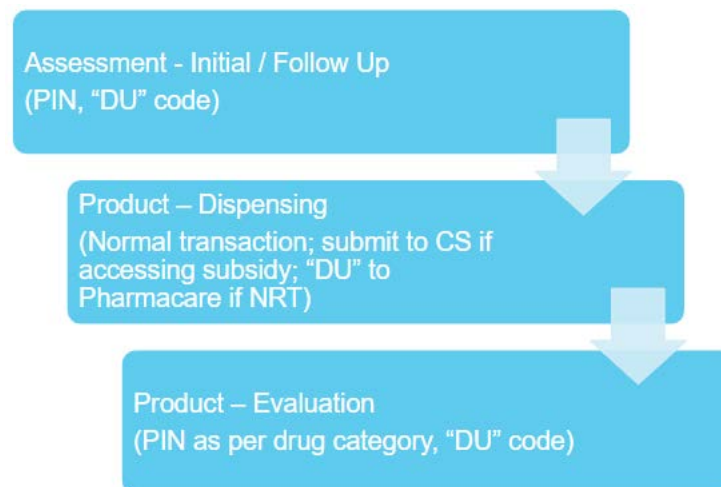 Assessment - Initial / Follow Up
(PIN, “DU” code)
Product – Dispensing
(Normal transaction; submit to CS if
accessing subsidy; “DU” to
Pharmacare if NRT)
Product – Evaluation
(PIN as per drug category, “DU” code)